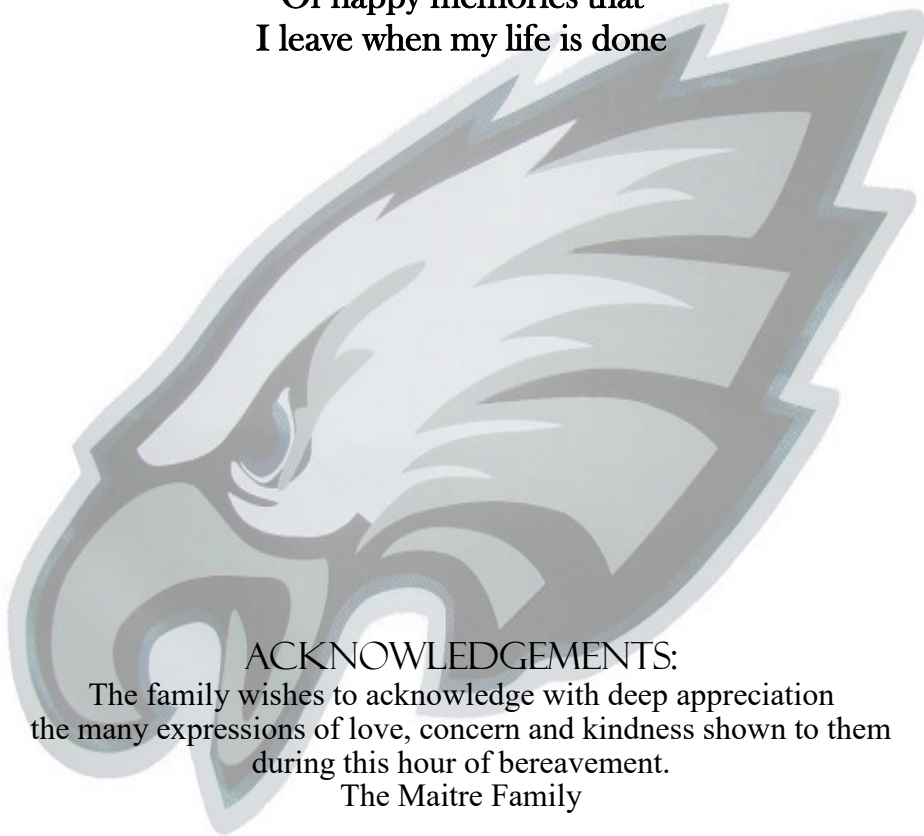 Of happy memories that
I leave when my life is done
ACKNOWLEDGEMENTS:
The family wishes to acknowledge with deep appreciation
the many expressions of love, concern and kindness shown to them
during this hour of bereavement.
The Maitre Family